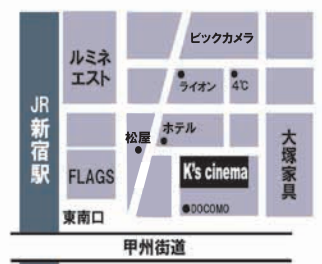 ビックカメラ
ルミネ
エスト
ライオン
4℃
JR新宿駅
松屋
ホテル
大塚家具
FLAGS
K's cinema
DOCOMO
東南口
甲州街道